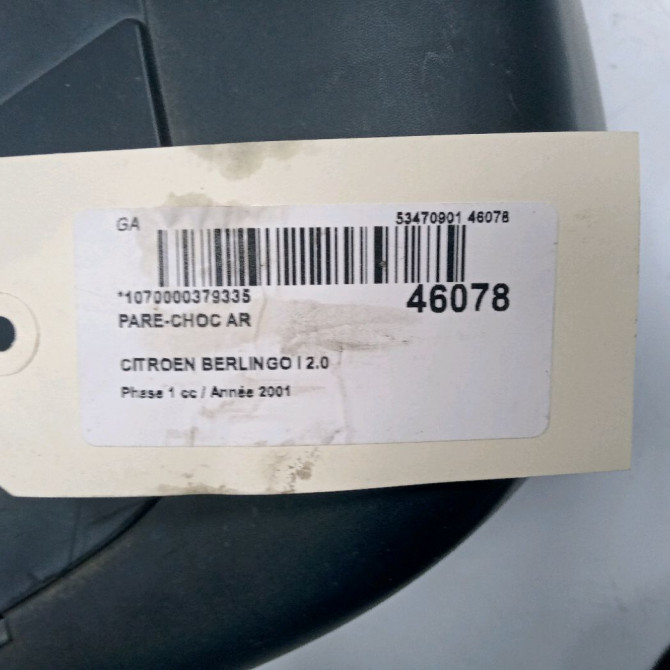 GA 53470901 46078
*1070000379335 46078
PARE-CHOC AR
CITROEN BERLINGO I 2.0
Phase 1 cc / Année 2001